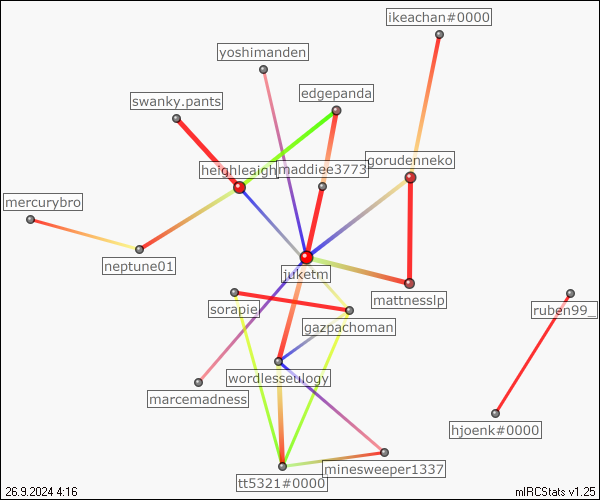 ikeachan#0000
yoshimanden
edgepanda
swanky.pants
gorudenneko
heighleaigh
maddiee3773
mercurybro
neptune01
juketm
mattnesslp
sorapie
gazpachoman
ruben99_
wordlesseulogy
marcemadness
hjoenk#0000
minesweeper1337
tt5321#0000
26.9.2024 4:16
mIRCStats v1.25